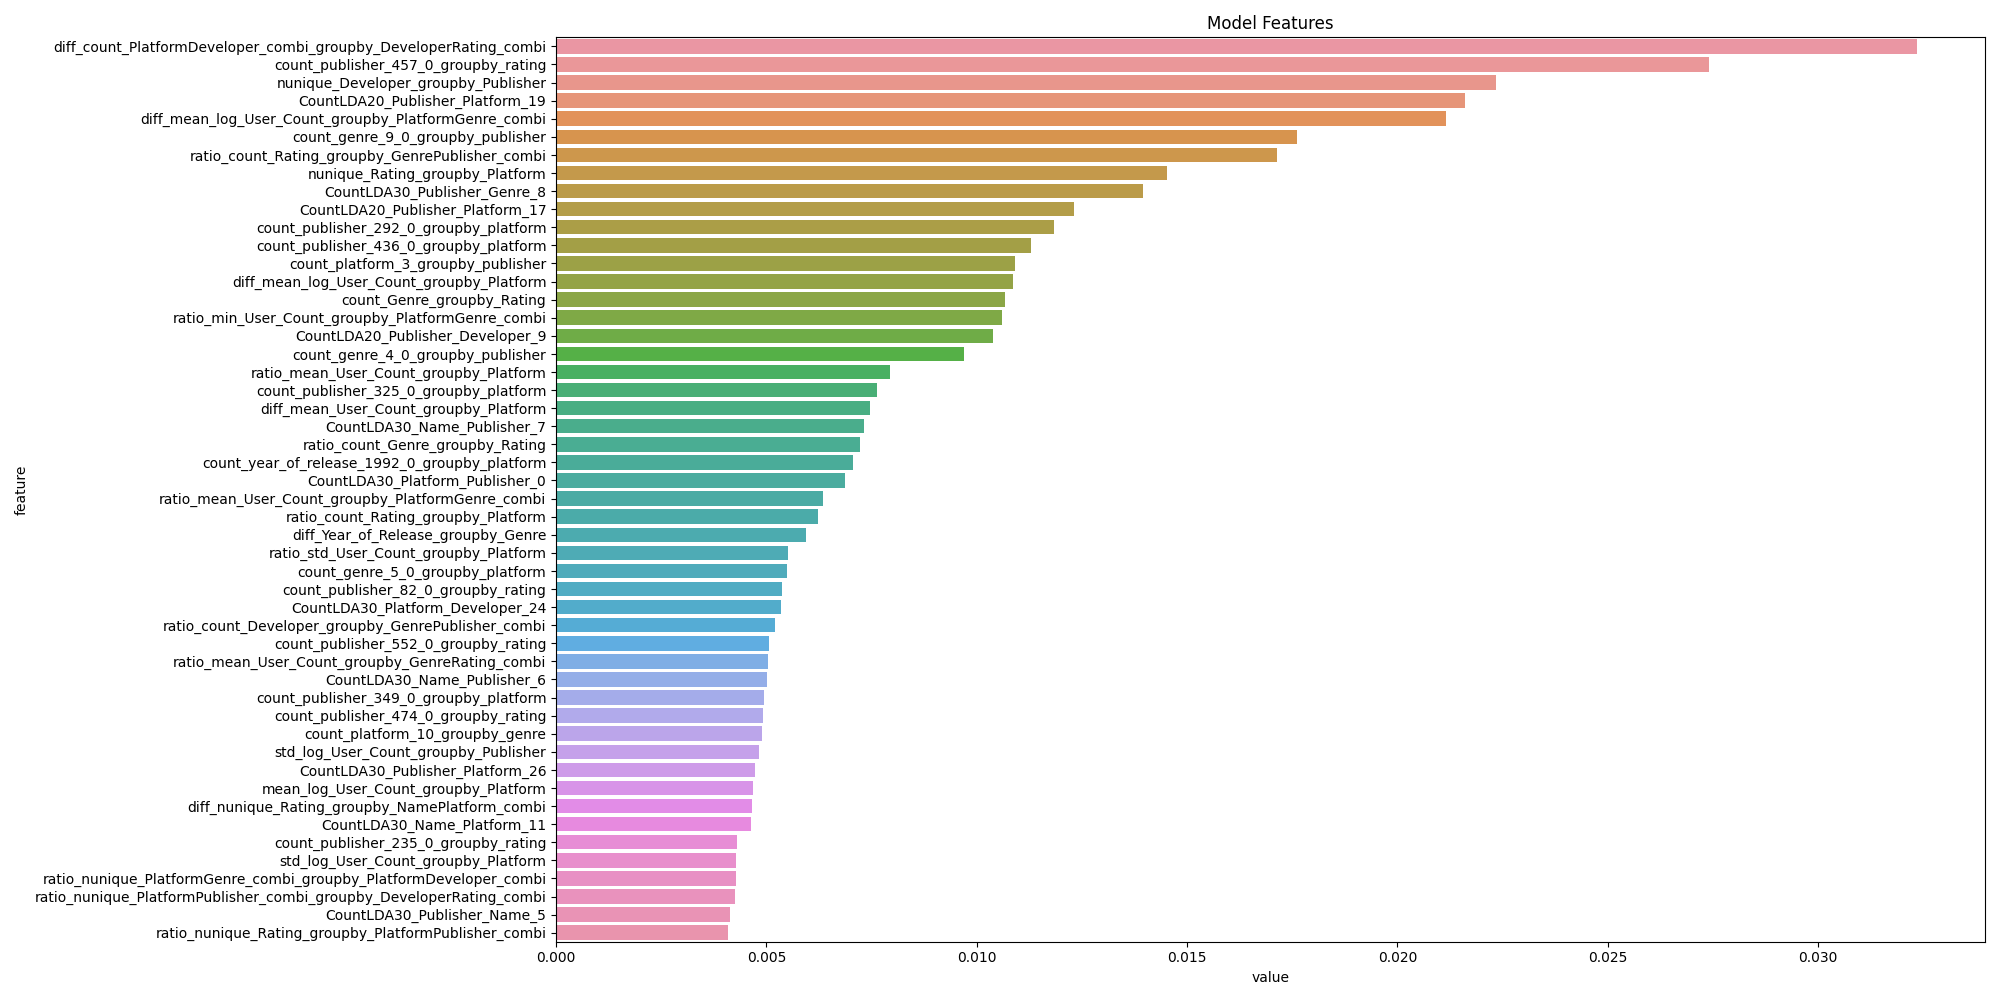 Model Features
diff_count_PlatformDeveloper_combi_groupby_DeveloperRating_combi
count_publisher_457_0_groupby_rating
nunique_Developer_groupby_Publisher
CountLDA20_Publisher_Platform_19
diff_mean_log_User_Count_groupby_PlatformGenre_combi
count_genre_9_0_groupby_publisher
ratio_count_Rating_groupby_GenrePublisher_combi
nunique_Rating_groupby_Platform
CountLDA30_Publisher_Genre_8
CountLDA20_Publisher_Platform_17
count_publisher_292_0_groupby_platform
count_publisher_436_0_groupby_platform
count_platform_3_groupby_publisher
diff_mean_log_User_Count_groupby_Platform
count_Genre_groupby_Rating
ratio_min_User_Count_groupby_PlatformGenre_combi
CountLDA20_Publisher_Developer_9
count_genre_4_0_groupby_publisher
ratio_mean_User_Count_groupby_Platform
count_publisher_325_0_groupby_platform
diff_mean_User_Count_groupby_Platform
CountLDA30_Name_Publisher_7
ratio_count_Genre_groupby_Rating
count_year_of_release_1992_0_groupby_platform
CountLDA30_Platform_Publisher_0
ratio_mean_User_Count_groupby_PlatformGenre_combi
ratio_count_Rating_groupby_Platform
diff_Year_of_Release_groupby_Genre
ratio_std_User_Count_groupby_Platform
count_genre_5_0_groupby_platform
count_publisher_82_0_groupby_rating
CountLDA30_Platform_Developer_24
ratio_count_Developer_groupby_GenrePublisher_combi
count_publisher_552_0_groupby_rating
ratio_mean_User_Count_groupby_GenreRating_combi
CountLDA30_Name_Publisher_6
count_publisher_349_0_groupby_platform
count_publisher_474_0_groupby_rating
count_platform_10_groupby_genre
std_log_User_Count_groupby_Publisher
CountLDA30_Publisher_Platform_26
mean_log_User_Count_groupby_Platform
diff_nunique_Rating_groupby_NamePlatform_combi
CountLDA30_Name_Platform_11
count_publisher_235_0_groupby_rating
std_log_User_Count_groupby_Platform
ratio_nunique_PlatformGenre_combi_groupby_PlatformDeveloper_combi
ratio_nunique_PlatformPublisher_combi_groupby_DeveloperRating_combi
CountLDA30_Publisher_Name_5
ratio_nunique_Rating_groupby_PlatformPublisher_combi
feature
0.000 0.005 0.010 0.015 0.020 0.025 0.030
value